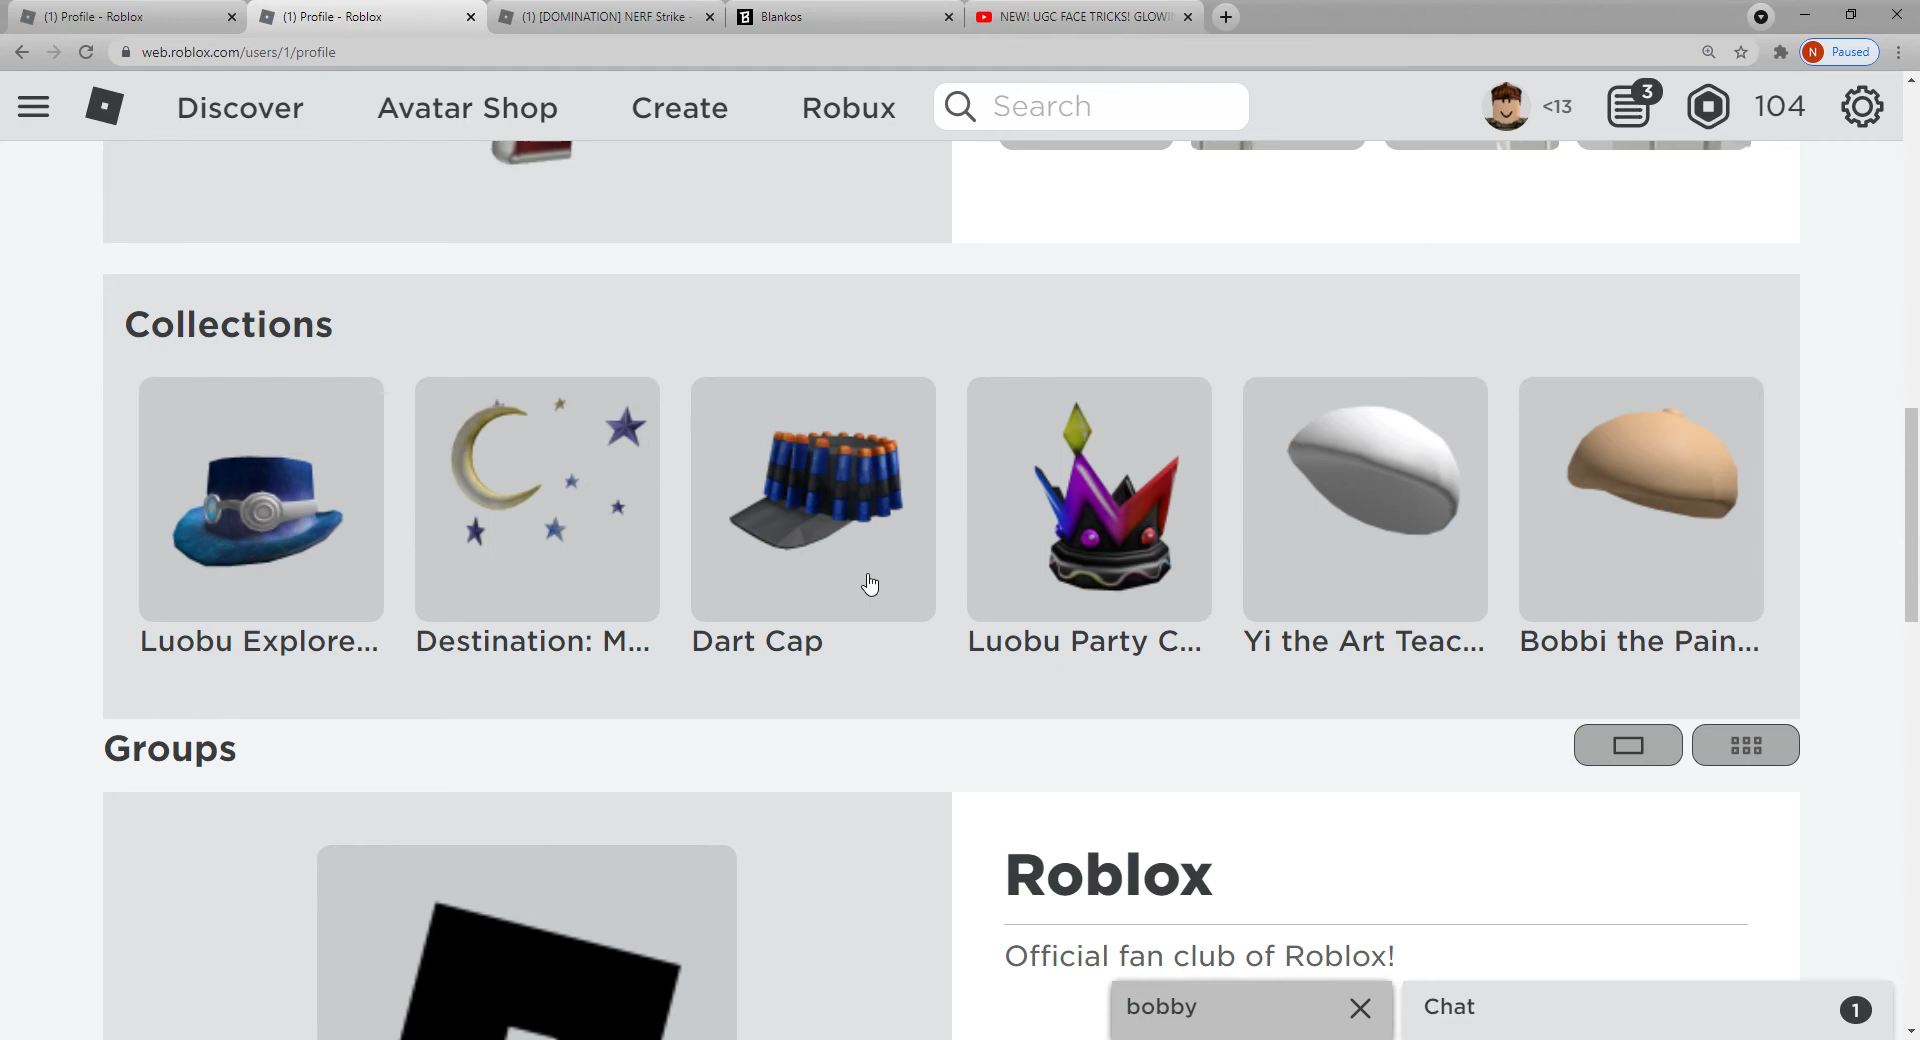 (1) Profile - Roblox
(1) Profile - Roblox
(1) [DOMINATION] NERF Strike -
Blankos
NEW! UGC FACE TRICKS! GLOWI
web.roblox.com/users/1/profile
N Paused
Discover
Avatar Shop
Create
Robux
Search
<13
3
104
Collections
Luobu Explore...
Destination: M...
Dart Cap
Luobu Party C...
Yi the Art Teac...
Bobbi the Pain...
Groups
Roblox
Official fan club of Roblox!
bobby
Chat
1